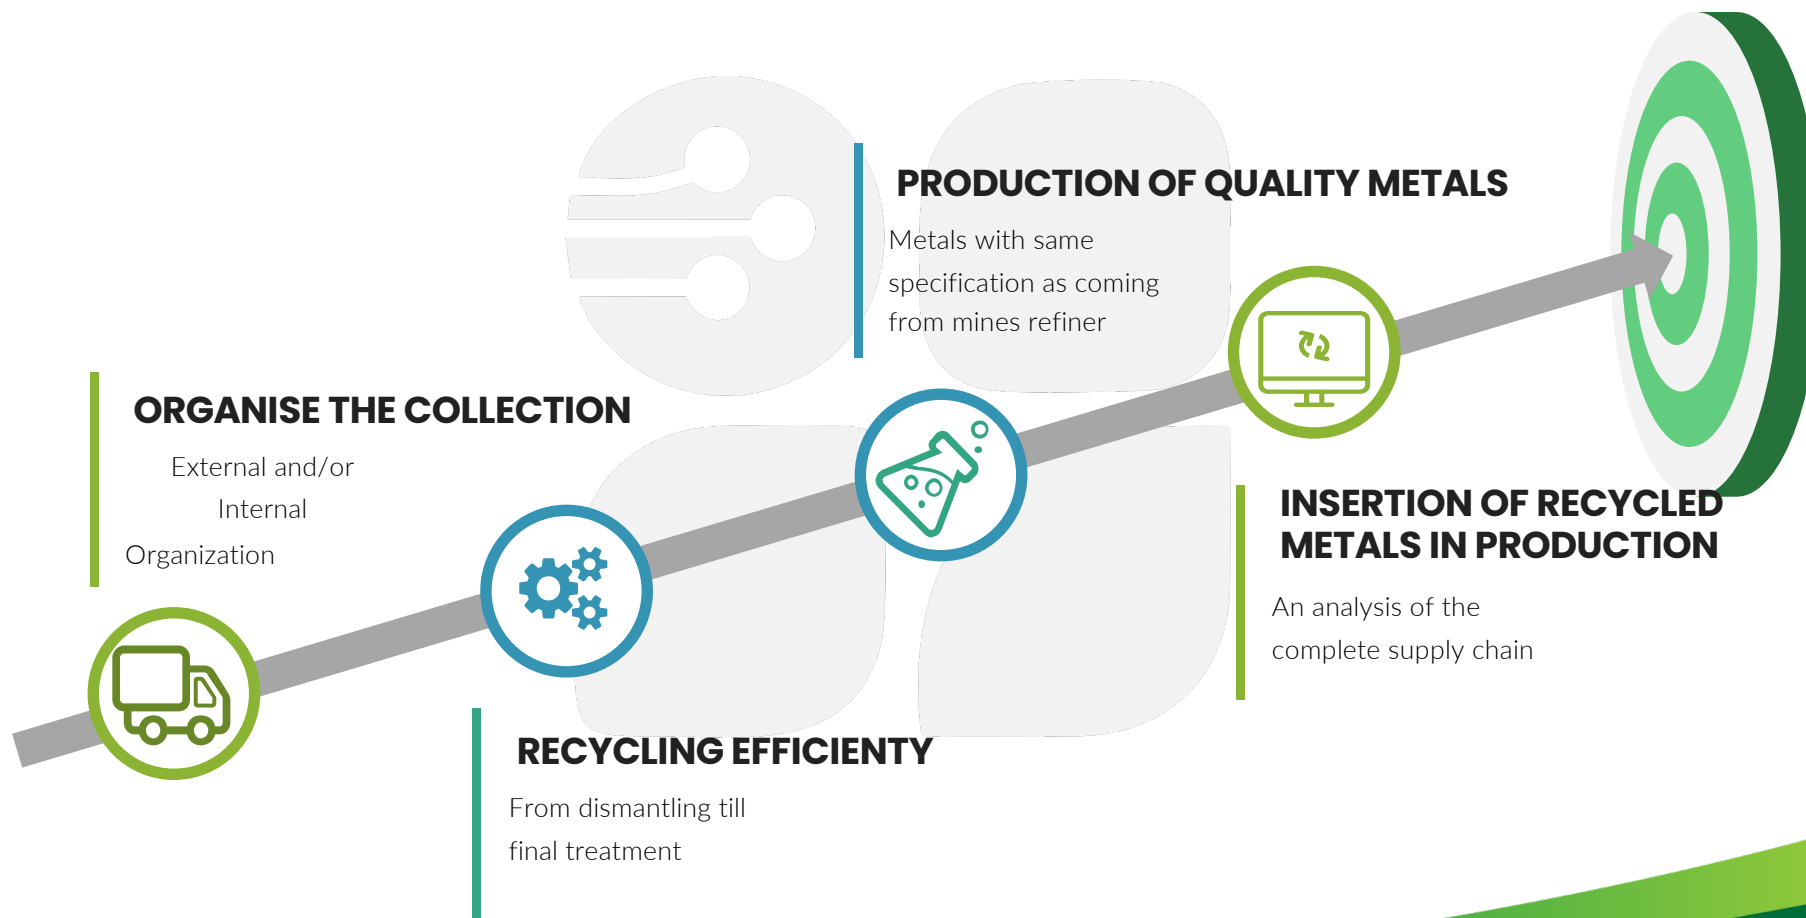 ORGANISE THE COLLECTION
External and/or
Internal
Organization
RECYCLING EFFICIENTY
From dismantling till
final treatment
PRODUCTION OF QUALITY METALS
Metals with same
specification as coming
from mines refiner
INSERTION OF RECYCLED
METALS IN PRODUCTION
An analysis of the
complete supply chain